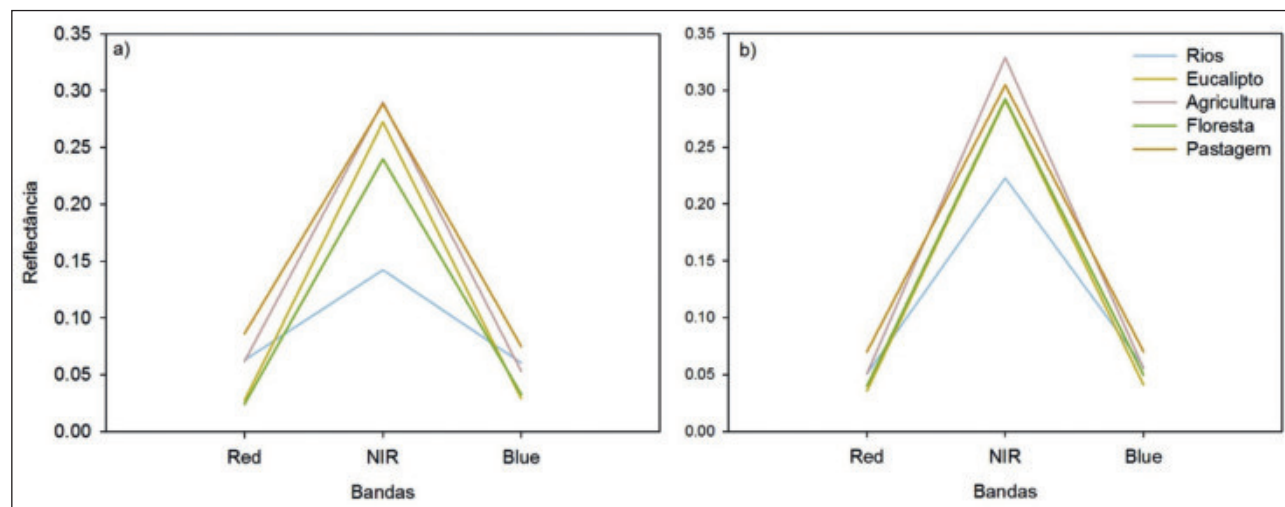 a)
0.35
0.30
0.25
0.20
0.15
0.10
0.05
0.00
Reflectância
Red NIR Blue
Bandas
b)
0.35
0.30
0.25
0.20
0.15
0.10
0.05
0.00
Rios
Eucalipto
Agricultura
Floresta
Pastagem
Red NIR Blue
Bandas